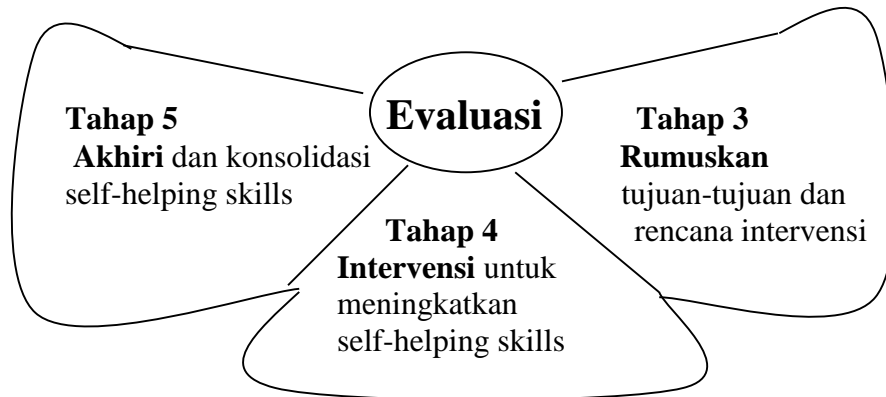 Evaluasi
Tahap 5
Akhiri dan konsolidasi
self-helping skills
Tahap 3
Rumuskan
tujuan-tujuan dan
rencana intervensi
Tahap 4
Intervensi untuk
meningkatkan
self-helping skills